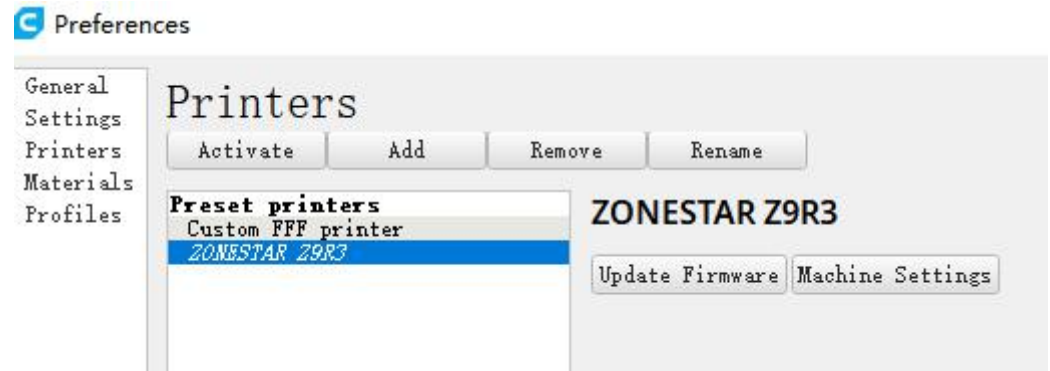 Preferences
General
Settings
Printers
Materials
Profiles
Printers
Activate
Add
Remove
Rename
Preset printers
Custom FFF printer
ZONESTAR Z9R3
ZONESTAR Z9R3
Update Firmware
Machine Settings